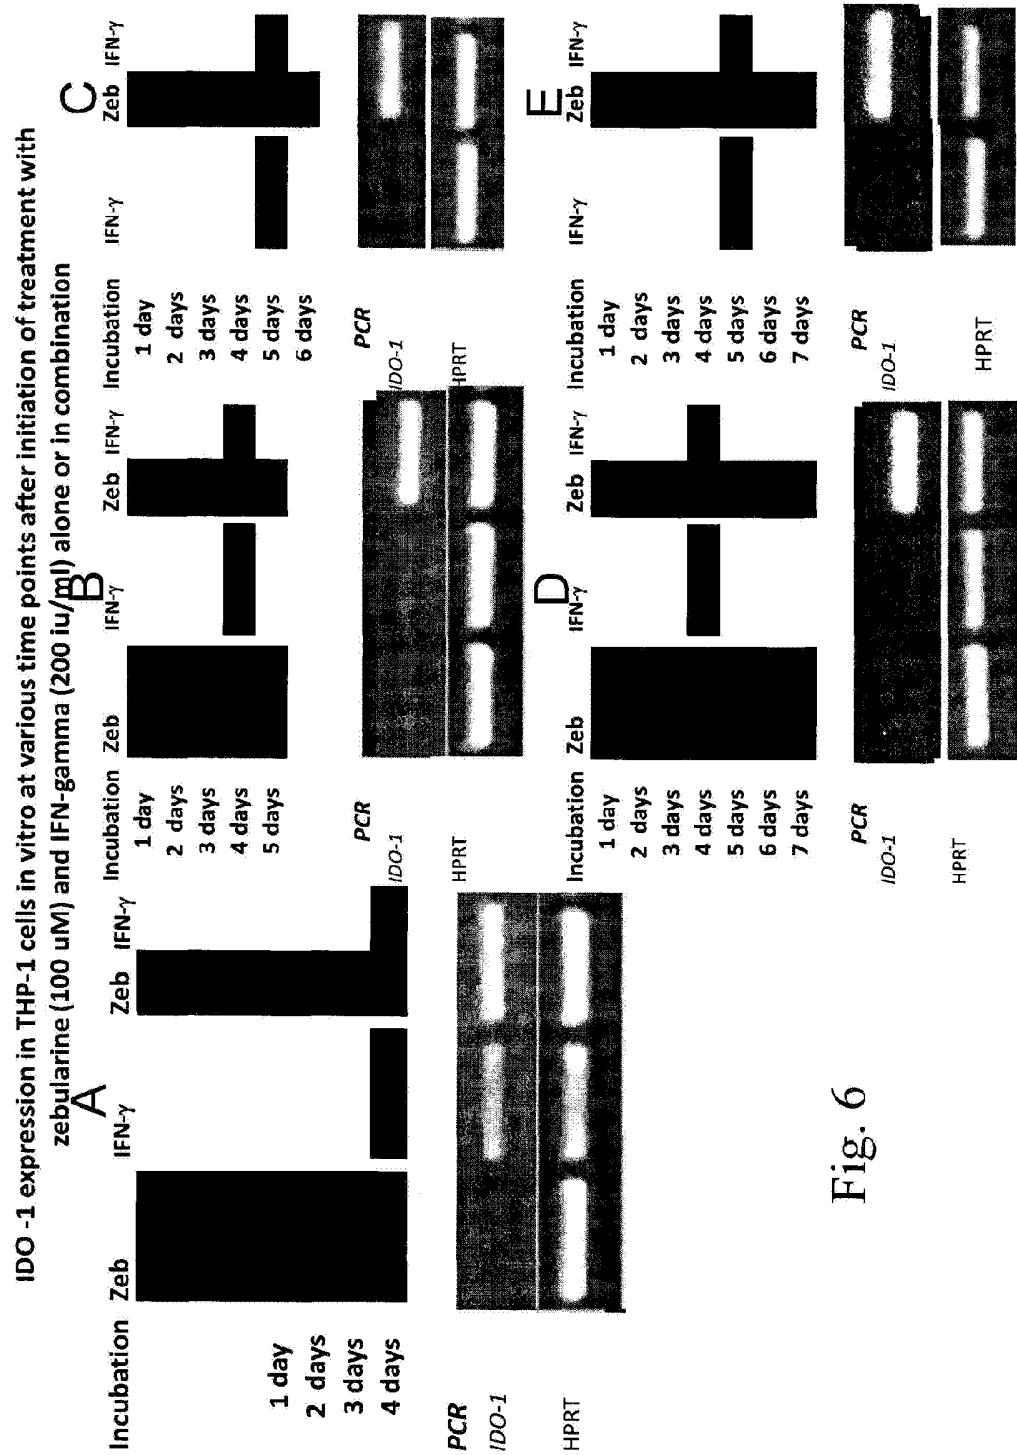 IDO -1 expression in THP-1 cells in vitro at various time points after initiation of treatment with
zebularine (100 uM) and IFN-gamma (200 iu/ml) alone or in combination
A
Incubation Zeb IFN-γ Zeb IFN-γ
1 day
2 days
3 days
4 days
PCR
IDO-1
HPRT
B
Incubation Zeb IFN-γ Zeb IFN-γ
1 day
2 days
3 days
4 days
5 days
PCR
IDO-1
HPRT
C
Incubation IFN-γ Zeb IFN-γ
1 day
2 days
3 days
4 days
5 days
6 days
PCR
IDO-1
HPRT
D
Incubation Zeb IFN-γ Zeb IFN-γ
1 day
2 days
3 days
4 days
5 days
6 days
7 days
PCR
IDO-1
HPRT
E
Incubation IFN-γ Zeb IFN-γ
1 day
2 days
3 days
4 days
5 days
6 days
7 days
PCR
IDO-1
HPRT
Fig. 6